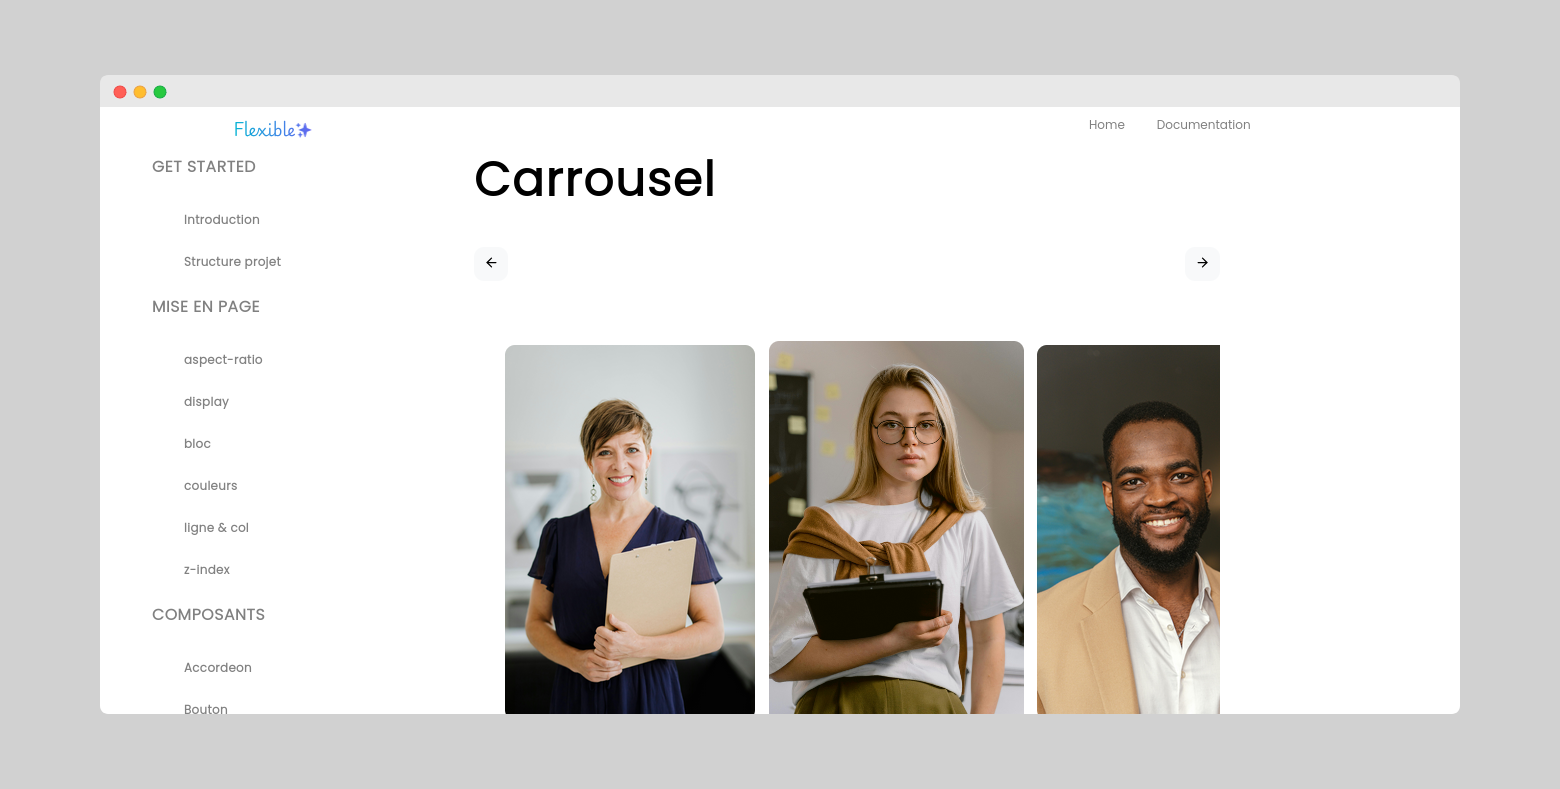 Flexible
Home
Documentation
GET STARTED
Introduction
Structure projet
MISE EN PAGE
aspect-ratio
display
bloc
couleurs
ligne & col
z-index
COMPOSANTS
Accordeon
Bouton
Carrousel